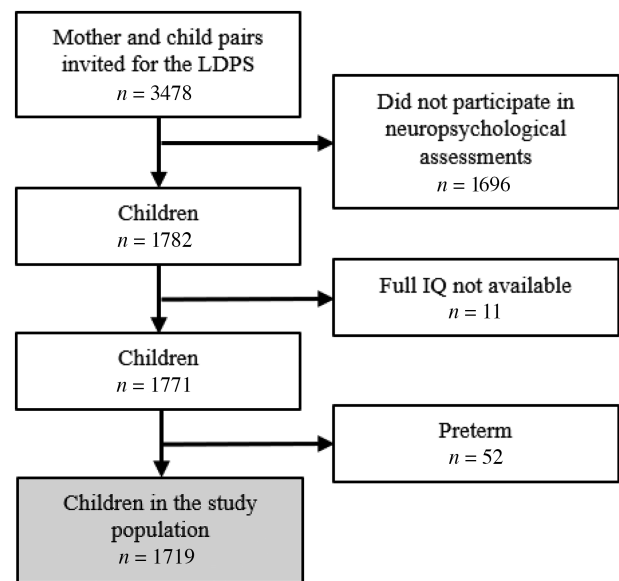 Mother and child pairs
invited for the LDPS
n = 3478
Did not participate in
neuropsychological
assessments
n = 1696
Children
n = 1782
Full IQ not available
n = 11
Children
n = 1771
Preterm
n = 52
Children in the study
population
n = 1719